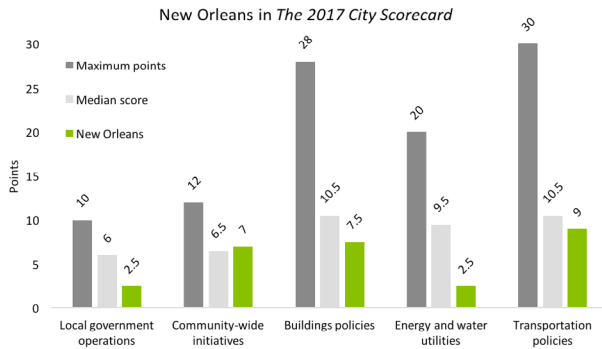 New Orleans in The 2017 City Scorecard
Points
30
25
20
15
10
5
0
Maximum points
Median score
New Orleans
10
6
2.5
12
6.5
7
28
10.5
7.5
20
9.5
2.5
30
10.5
9
Local government
operations
Community-wide
initiatives
Buildings policies
Energy and water
utilities
Transportation
policies